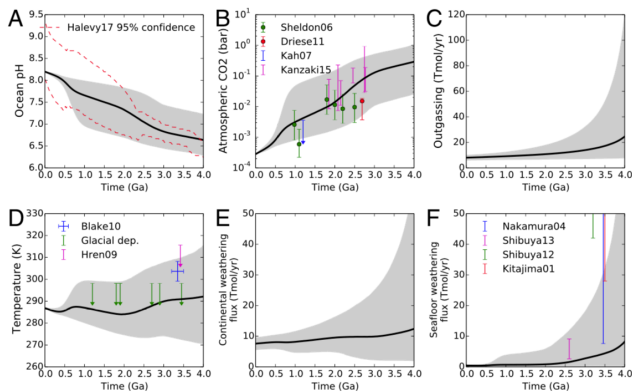 A
Halevy17 95% confidence
Ocean pH
9.5
9.0
8.5
8.0
7.5
7.0
6.5
6.0
0.0 0.5 1.0 1.5 2.0 2.5 3.0 3.5 4.0
Time (Ga)
B
Sheldon06
Driese11
Kah07
Kanzaki15
Atmospheric CO2 (bar)
10^1
10^0
10^-1
10^-2
10^-3
10^-4
0.0 0.5 1.0 1.5 2.0 2.5 3.0 3.5 4.0
Time (Ga)
C
Outgassing (Tmol/yr)
120
100
80
60
40
20
0
0.0 0.5 1.0 1.5 2.0 2.5 3.0 3.5 4.0
Time (Ga)
D
Blake10
Glacial dep.
Hren09
Temperature (K)
330
320
310
300
290
280
270
260
0.0 0.5 1.0 1.5 2.0 2.5 3.0 3.5 4.0
Time (Ga)
E
Continental weathering
flux (Tmol/yr)
50
40
30
20
10
0
0.0 0.5 1.0 1.5 2.0 2.5 3.0 3.5 4.0
Time (Ga)
F
Nakamura04
Shibuya13
Shibuya12
Kitajima01
Seafloor weathering
flux (Tmol/yr)
50
40
30
20
10
0
0.0 0.5 1.0 1.5 2.0 2.5 3.0 3.5 4.0
Time (Ga)